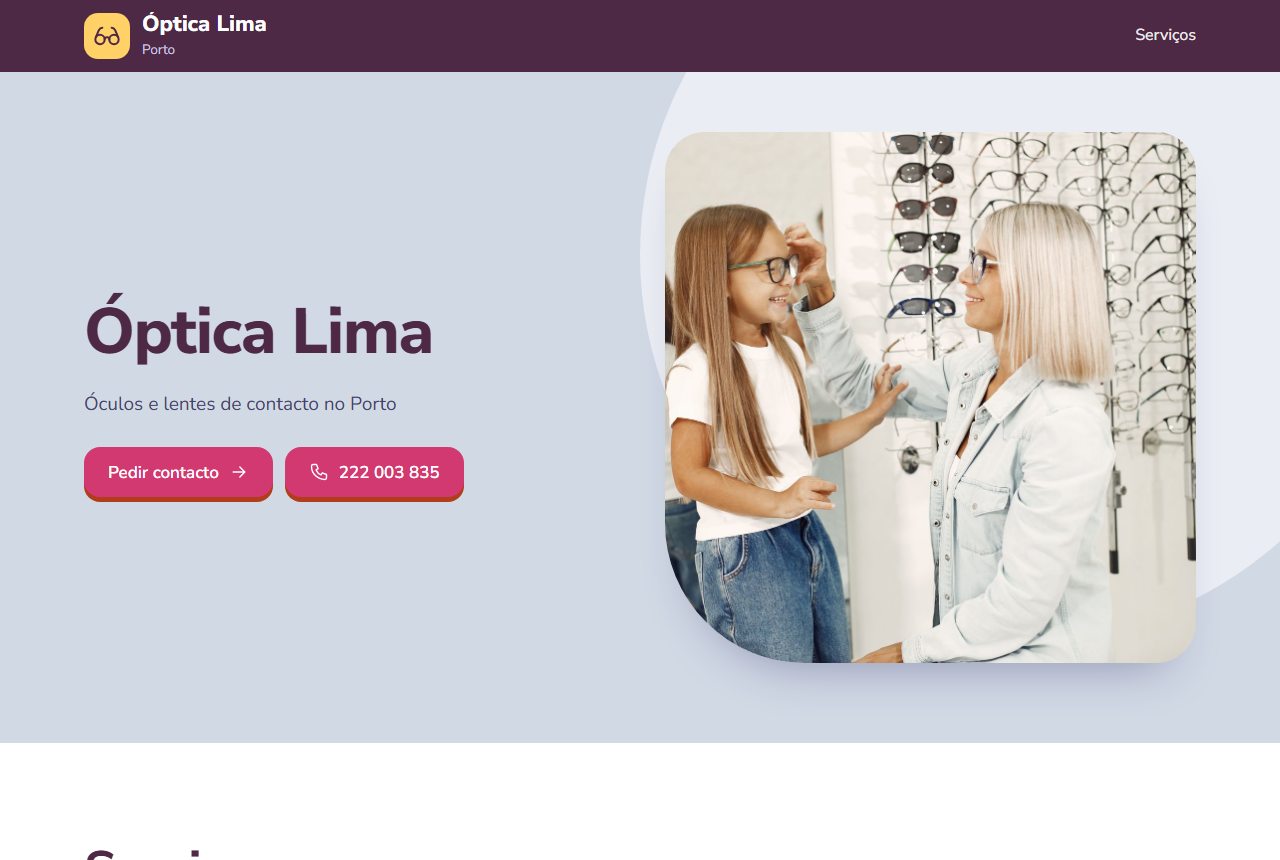 Óptica Lima
Porto
Serviços
Óptica Lima
Óculos e lentes de contacto no Porto
Pedir contacto
222 003 835